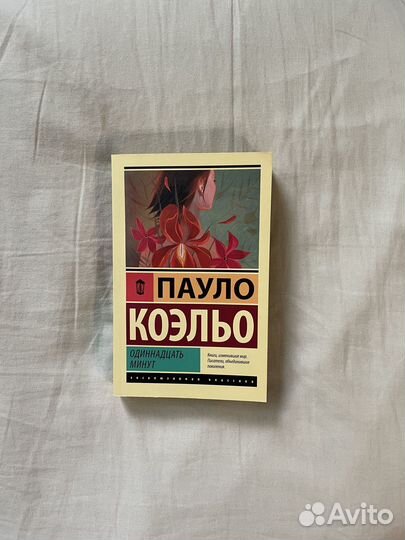 ПАУЛО
КОЭЛЬО
ОДИННАДЦАТЬ
МИНУТ
Книги, изменившие мир.
Писатели, объединившие
поколения.
ЭКСКЛЮЗИВНАЯ КЛАССИКА
Avito